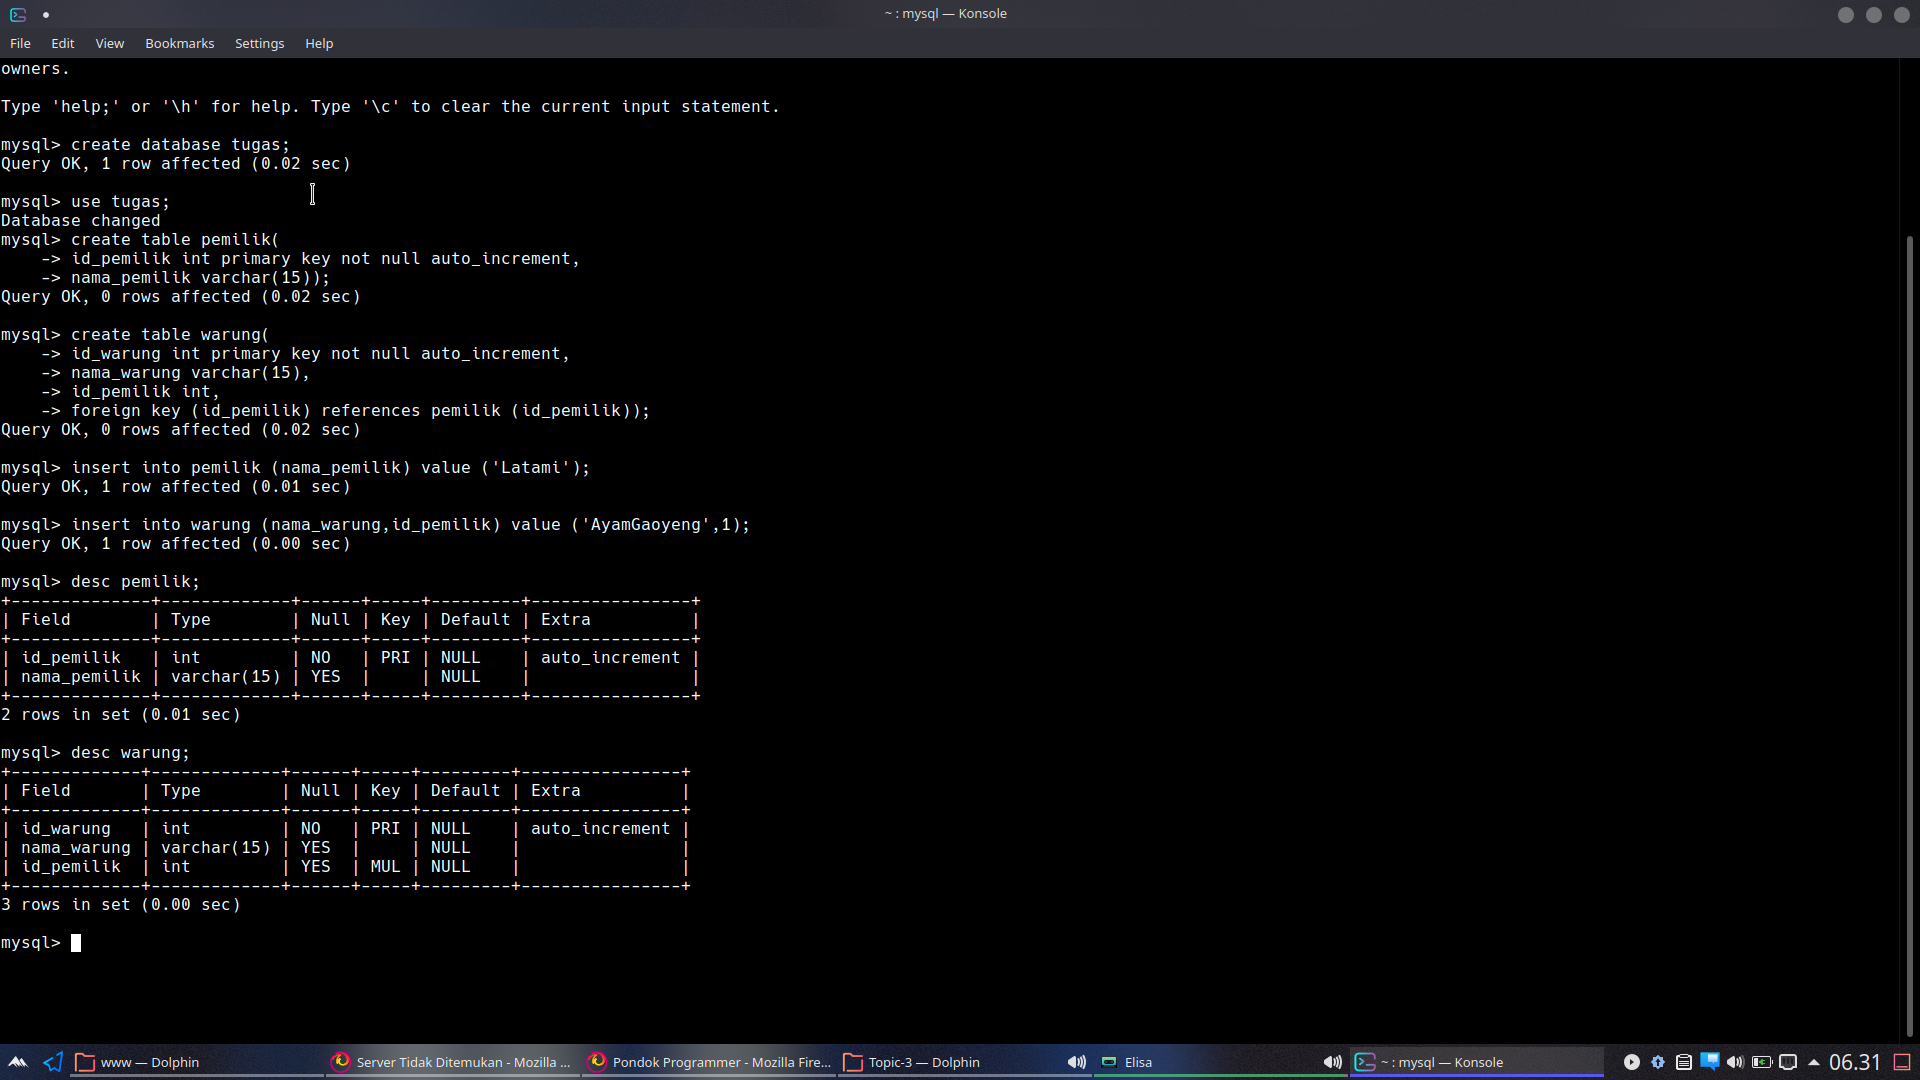 ~ : mysql — Konsole
File Edit View Bookmarks Settings Help
owners.
Type 'help;' or '\h' for help. Type '\c' to clear the current input statement.
mysql> create database tugas;
Query OK, 1 row affected (0.02 sec)
mysql> use tugas;
Database changed
mysql> create table pemilik(
    -> id_pemilik int primary key not null auto_increment,
    -> nama_pemilik varchar(15));
Query OK, 0 rows affected (0.02 sec)
mysql> create table warung(
    -> id_warung int primary key not null auto_increment,
    -> nama_warung varchar(15),
    -> id_pemilik int,
    -> foreign key (id_pemilik) references pemilik (id_pemilik));
Query OK, 0 rows affected (0.02 sec)
mysql> insert into pemilik (nama_pemilik) value ('Latami');
Query OK, 1 row affected (0.01 sec)
mysql> insert into warung (nama_warung,id_pemilik) value ('AyamGaoyeng',1);
Query OK, 1 row affected (0.00 sec)
mysql> desc pemilik;
+--------------+-------------+------+-----+---------+----------------+
| Field        | Type        | Null | Key | Default | Extra          |
+--------------+-------------+------+-----+---------+----------------+
| id_pemilik   | int         | NO   | PRI | NULL    | auto_increment |
| nama_pemilik | varchar(15) | YES  |     | NULL    |                |
+--------------+-------------+------+-----+---------+----------------+
2 rows in set (0.01 sec)
mysql> desc warung;
+-------------+-------------+------+-----+---------+----------------+
| Field       | Type        | Null | Key | Default | Extra          |
+-------------+-------------+------+-----+---------+----------------+
| id_warung   | int         | NO   | PRI | NULL    | auto_increment |
| nama_warung | varchar(15) | YES  |     | NULL    |                |
| id_pemilik  | int         | YES  | MUL | NULL    |                |
+-------------+-------------+------+-----+---------+----------------+
3 rows in set (0.00 sec)
mysql>
www — Dolphin Server Tidak Ditemukan - Mozilla ... Pondok Programmer - Mozilla Fire... Topic-3 — Dolphin Elisa ~ : mysql — Konsole 06.31